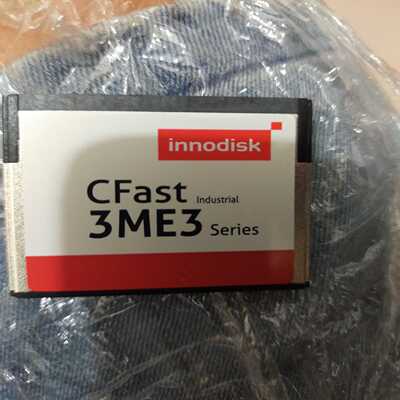 innodisk
CFast Industrial
3ME3 Series